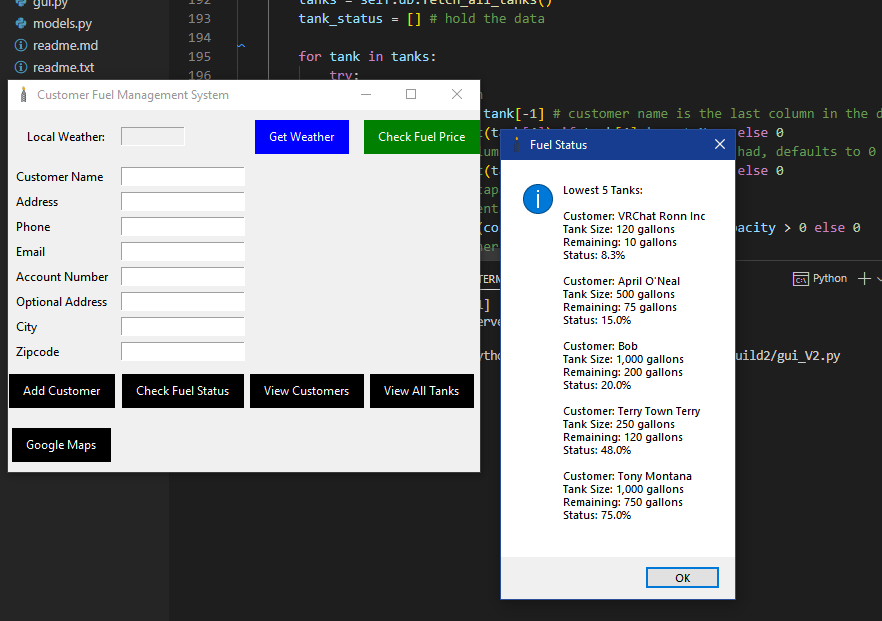 gui.py
models.py
readme.md
readme.txt
192
193
194
195
196
tanks = self.db.fetch_all_tanks()
tank_status = [] # hold the data
for tank in tanks:
try:
tank[-1] # customer name is the last column in the d
else 0
had, defaults to 0
else 0
pacity > 0 else 0
Python
uild2/gui_V2.py
Customer Fuel Management System
Local Weather:
Get Weather
Check Fuel Price
Customer Name
Address
Phone
Email
Account Number
Optional Address
City
Zipcode
Add Customer
Check Fuel Status
View Customers
View All Tanks
Google Maps
Fuel Status
Lowest 5 Tanks:
Customer: VRChat Ronn Inc
Tank Size: 120 gallons
Remaining: 10 gallons
Status: 8.3%
Customer: April O'Neal
Tank Size: 500 gallons
Remaining: 75 gallons
Status: 15.0%
Customer: Bob
Tank Size: 1,000 gallons
Remaining: 200 gallons
Status: 20.0%
Customer: Terry Town Terry
Tank Size: 250 gallons
Remaining: 120 gallons
Status: 48.0%
Customer: Tony Montana
Tank Size: 1,000 gallons
Remaining: 750 gallons
Status: 75.0%
OK